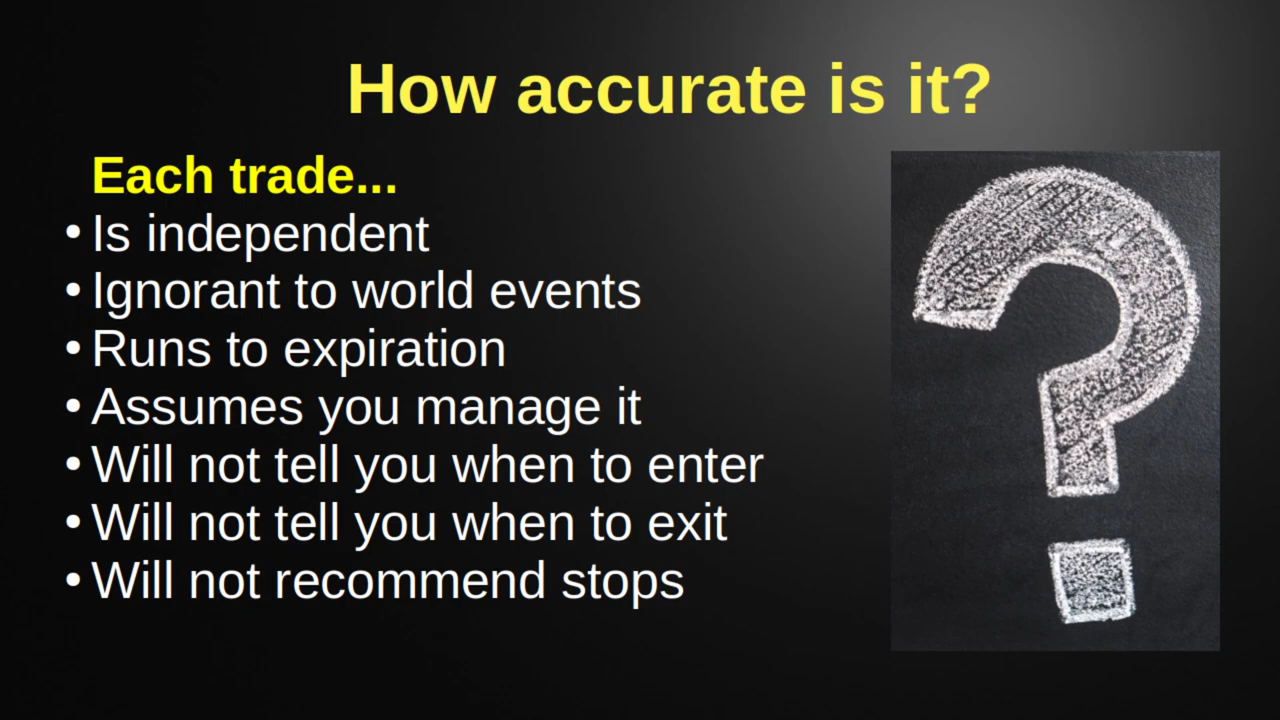 How accurate is it?
Each trade...
• Is independent
• Ignorant to world events
• Runs to expiration
• Assumes you manage it
• Will not tell you when to enter
• Will not tell you when to exit
• Will not recommend stops